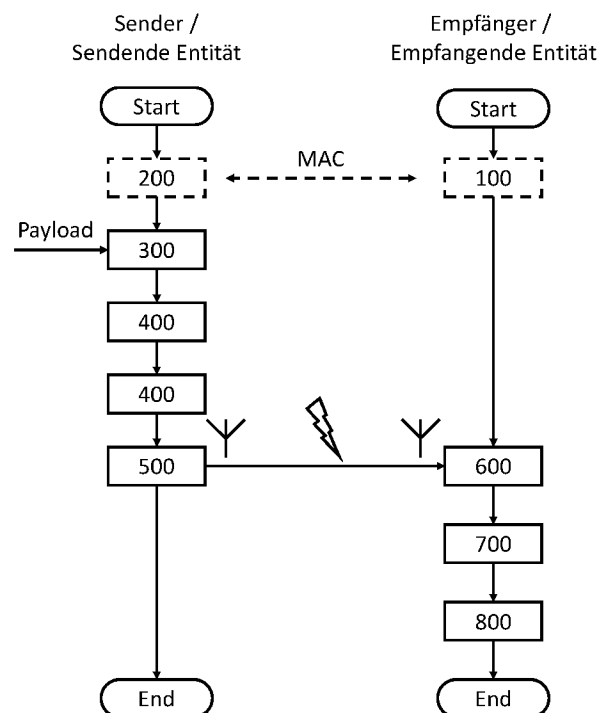 Sender /
Sendende Entität
Empfänger /
Empfangende Entität
Start
Start
200
MAC
100
Payload
300
400
400
500
600
700
800
End
End